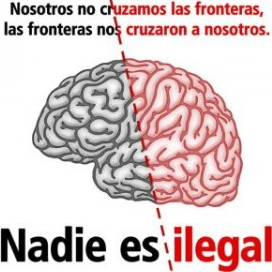 Nosotros no cruzamos las fronteras,
las fronteras nos cruzaron a nosotros.
Nadie es ilegal